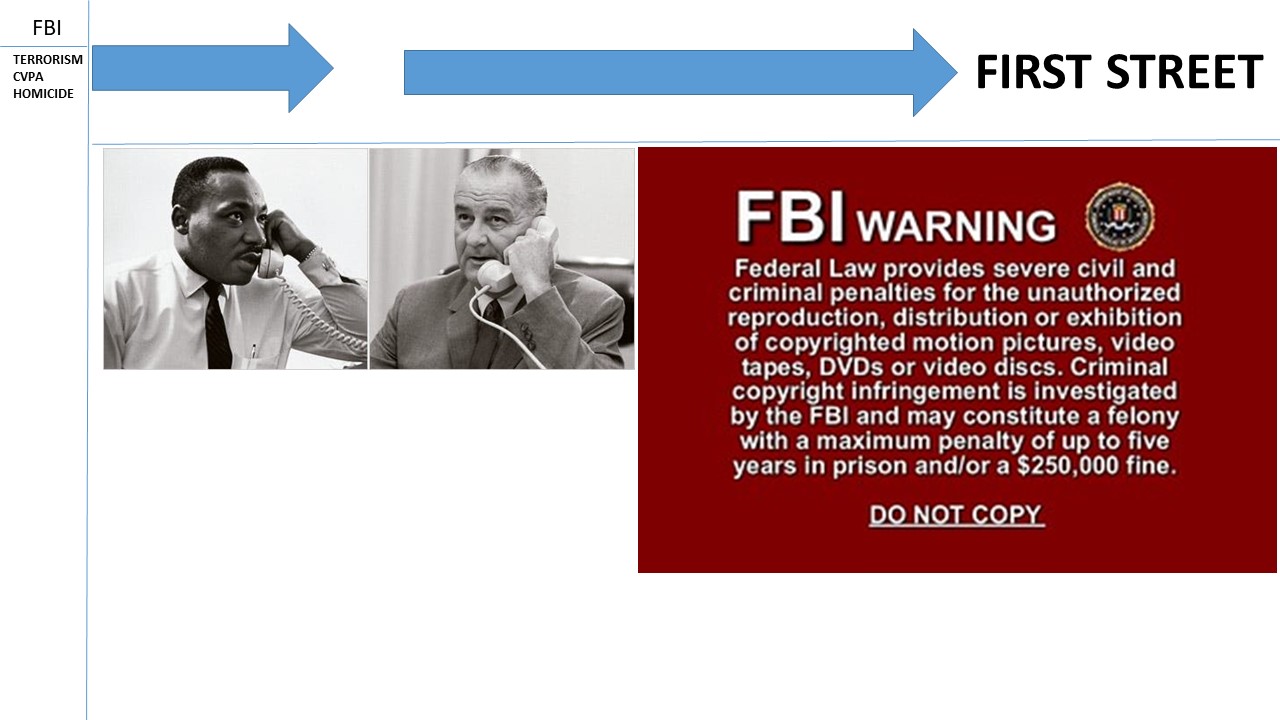 FBI
TERRORISM
CVPA
HOMICIDE
FIRST STREET
FBI WARNING
Federal Law provides severe civil and
criminal penalties for the unauthorized
reproduction, distribution or exhibition
of copyrighted motion pictures, video
tapes, DVDs or video discs. Criminal
copyright infringement is investigated
by the FBI and may constitute a felony
with a maximum penalty of up to five
years in prison and/or a $250,000 fine.
DO NOT COPY